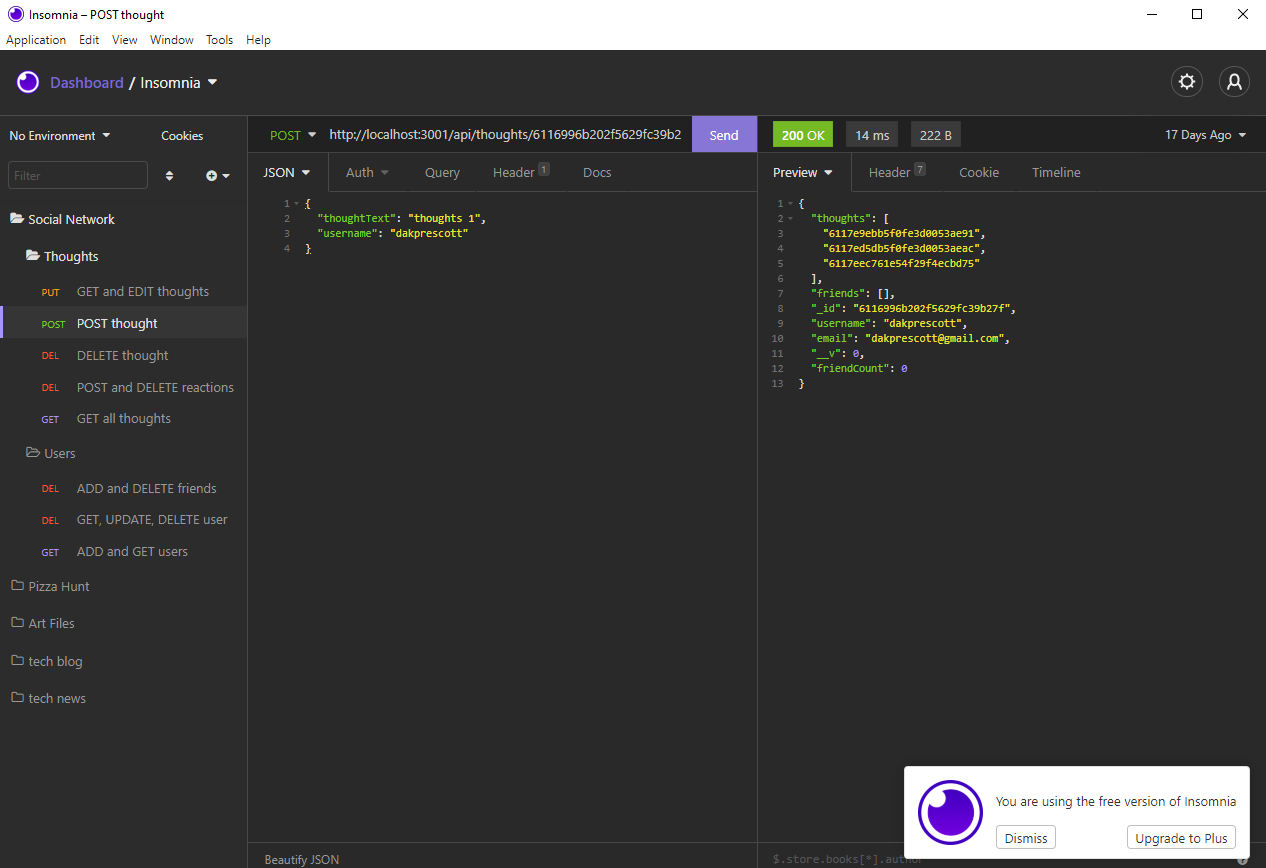 Insomnia – POST thought
Application Edit View Window Tools Help
Dashboard / Insomnia
No Environment Cookies
Filter
Social Network
Thoughts
PUT GET and EDIT thoughts
POST POST thought
DEL DELETE thought
DEL POST and DELETE reactions
GET GET all thoughts
Users
DEL ADD and DELETE friends
DEL GET, UPDATE, DELETE user
GET ADD and GET users
Pizza Hunt
Art Files
tech blog
tech news
POST http://localhost:3001/api/thoughts/6116996b202f5629fc39b2 Send
JSON Auth Query Header 1 Docs
1 {
2 "thoughtText": "thoughts 1",
3 "username": "dakprescott"
4 }
Beautify JSON
200 OK 14 ms 222 B 17 Days Ago
Preview Header 7 Cookie Timeline
1 {
2 "thoughts": [
3 "6117e9ebb5f0fe3d0053ae91",
4 "6117ed5db5f0fe3d0053aeac",
5 "6117eec761e54f29f4ecbd75"
6 ],
7 "friends": [],
8 "_id": "6116996b202f5629fc39b27f",
9 "username": "dakprescott",
10 "email": "dakprescott@gmail.com",
11 "__v": 0,
12 "friendCount": 0
13 }
You are using the free version of Insomnia
Dismiss Upgrade to Plus
$.store.books[*].author